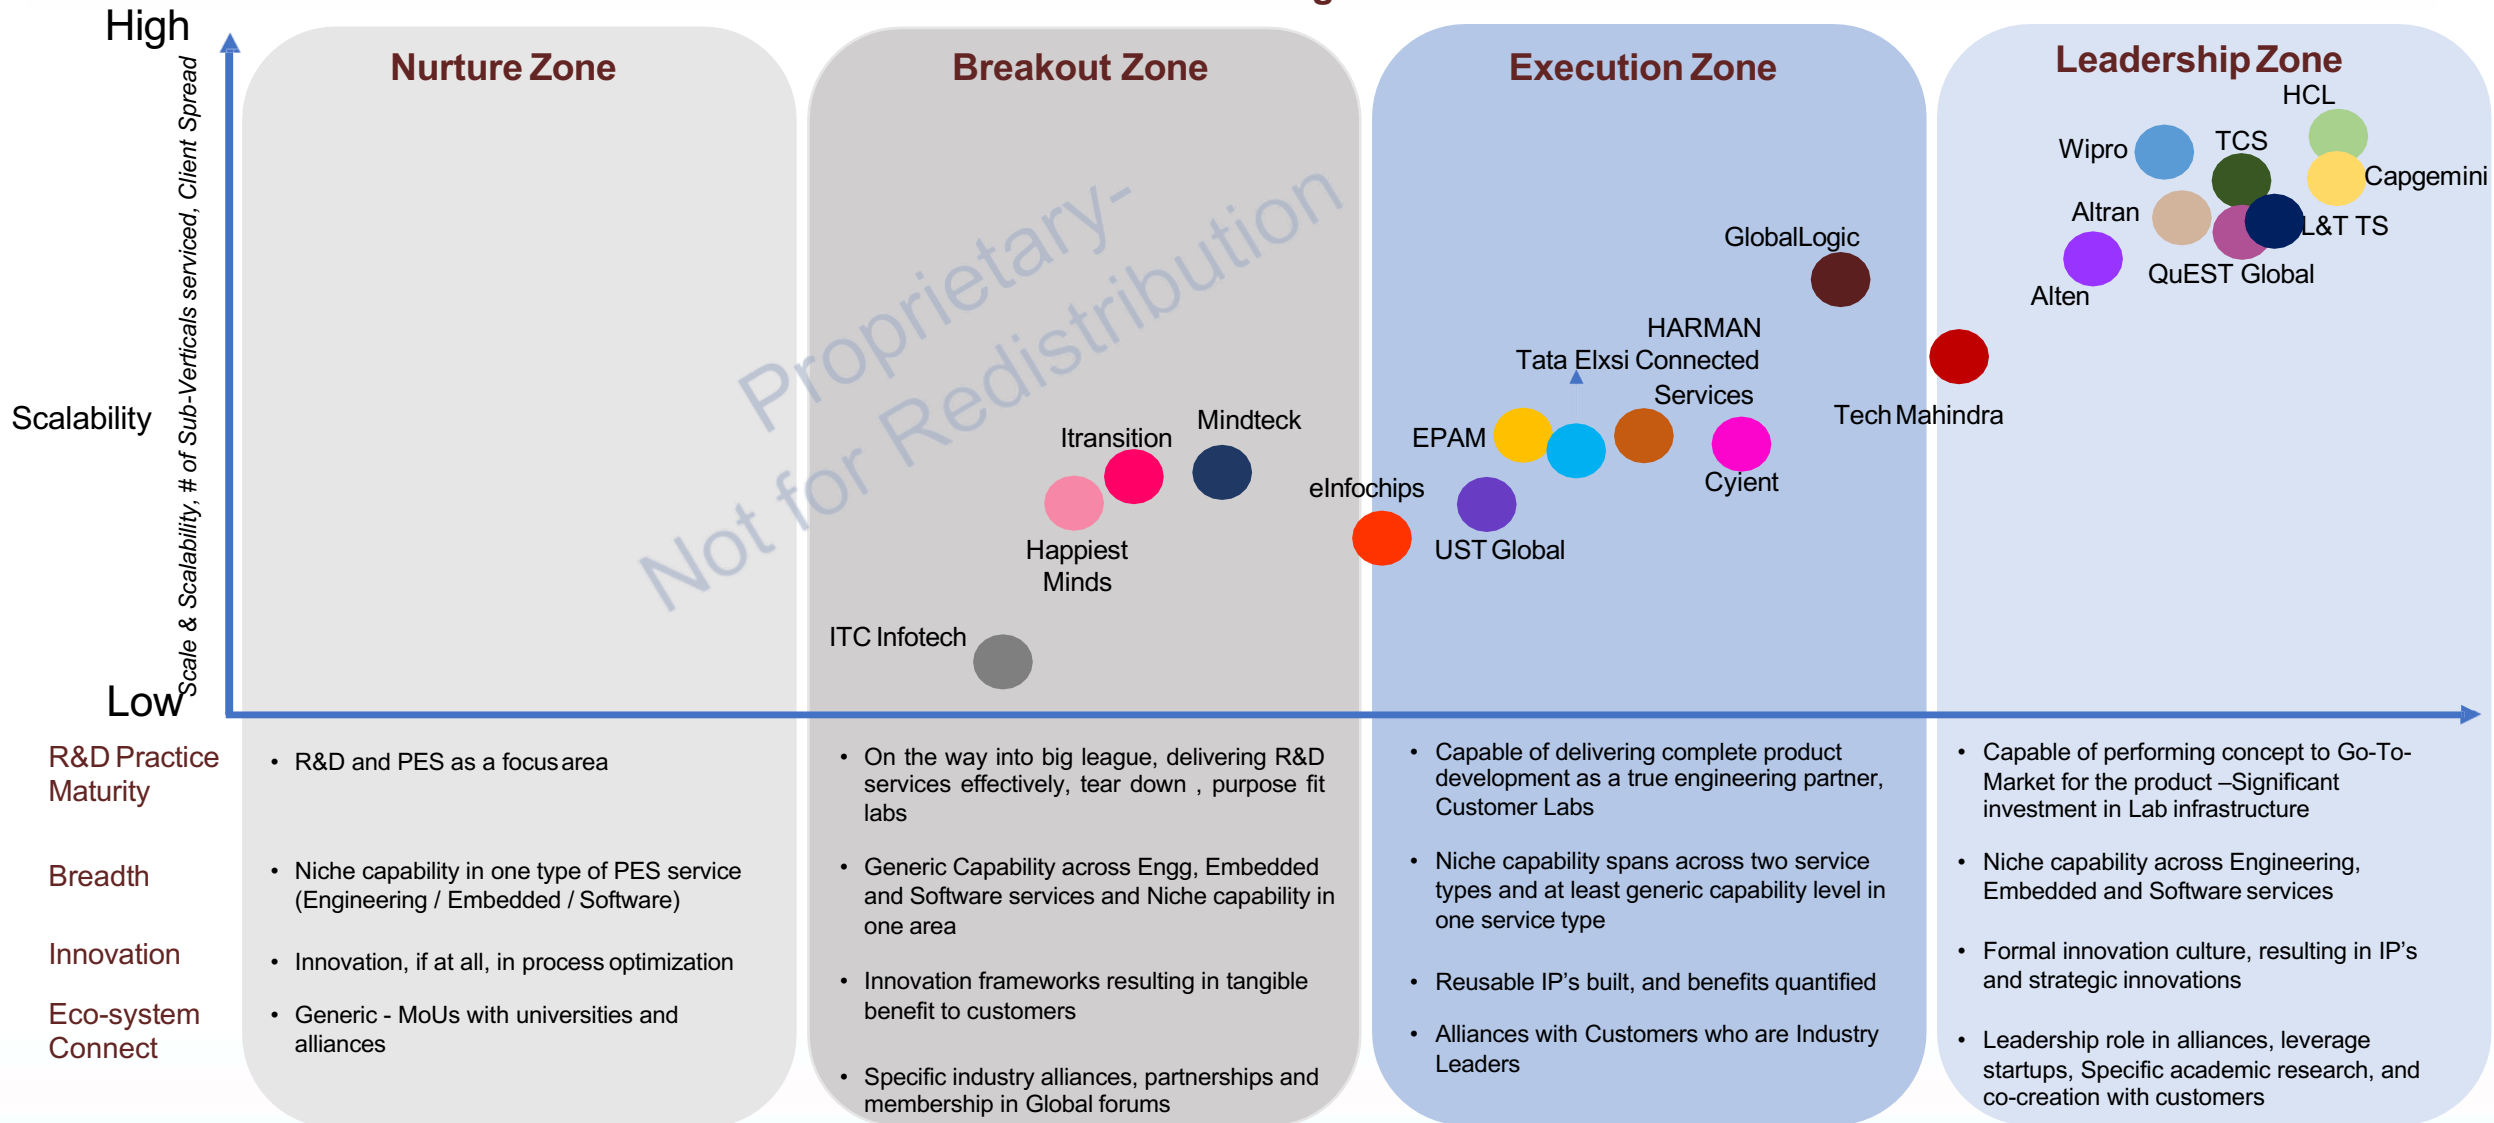 High
Nurture Zone
Breakout Zone
Execution Zone
Leadership Zone
Scalability
Scale & Scalability, # of Sub-Verticals serviced, Client Spread
Low
Proprietary-
Not for Redistribution
HCL
Wipro
TCS
Capgemini
Altran
L&T TS
QuEST Global
Alten
GlobalLogic
HARMAN
Tata Elxsi Connected
Services
Tech Mahindra
EPAM
Cyient
eInfochips
UST Global
Mindteck
Itransition
Happiest
Minds
ITC Infotech
R&D Practice
Maturity
• R&D and PES as a focus area
• On the way into big league, delivering R&D
services effectively, tear down , purpose fit
labs
• Capable of delivering complete product
development as a true engineering partner,
Customer Labs
• Capable of performing concept to Go-To-
Market for the product –Significant
investment in Lab infrastructure
Breadth
• Niche capability in one type of PES service
(Engineering / Embedded / Software)
• Generic Capability across Engg, Embedded
and Software services and Niche capability in
one area
• Niche capability spans across two service
types and at least generic capability level in
one service type
• Niche capability across Engineering,
Embedded and Software services
Innovation
• Innovation, if at all, in process optimization
• Innovation frameworks resulting in tangible
benefit to customers
• Reusable IP’s built, and benefits quantified
• Formal innovation culture, resulting in IP’s
and strategic innovations
Eco-system
Connect
• Generic - MoUs with universities and
alliances
• Specific industry alliances, partnerships and
membership in Global forums
• Alliances with Customers who are Industry
Leaders
• Leadership role in alliances, leverage
startups, Specific academic research, and
co-creation with customers